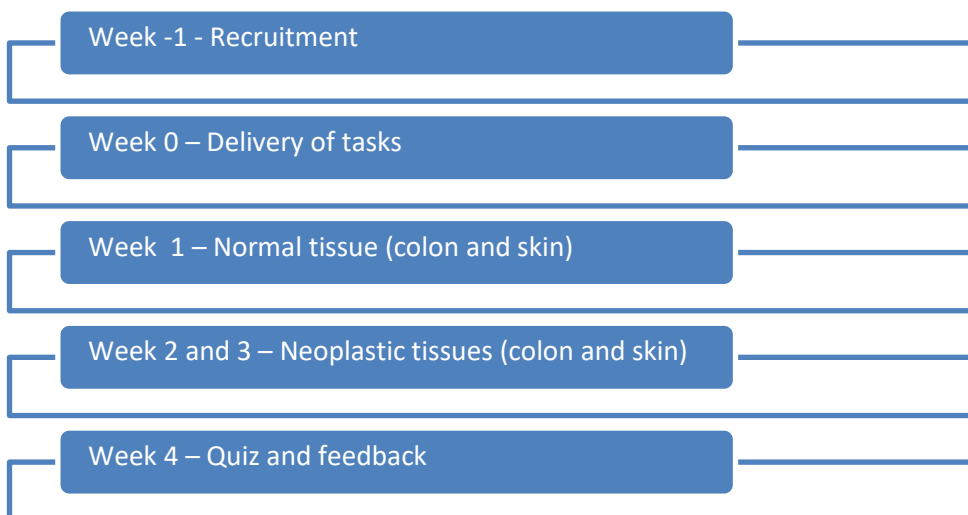 Week -1 - Recruitment
Week 0 – Delivery of tasks
Week  1 – Normal tissue (colon and skin)
Week 2 and 3 – Neoplastic tissues (colon and skin)
Week 4 – Quiz and feedback